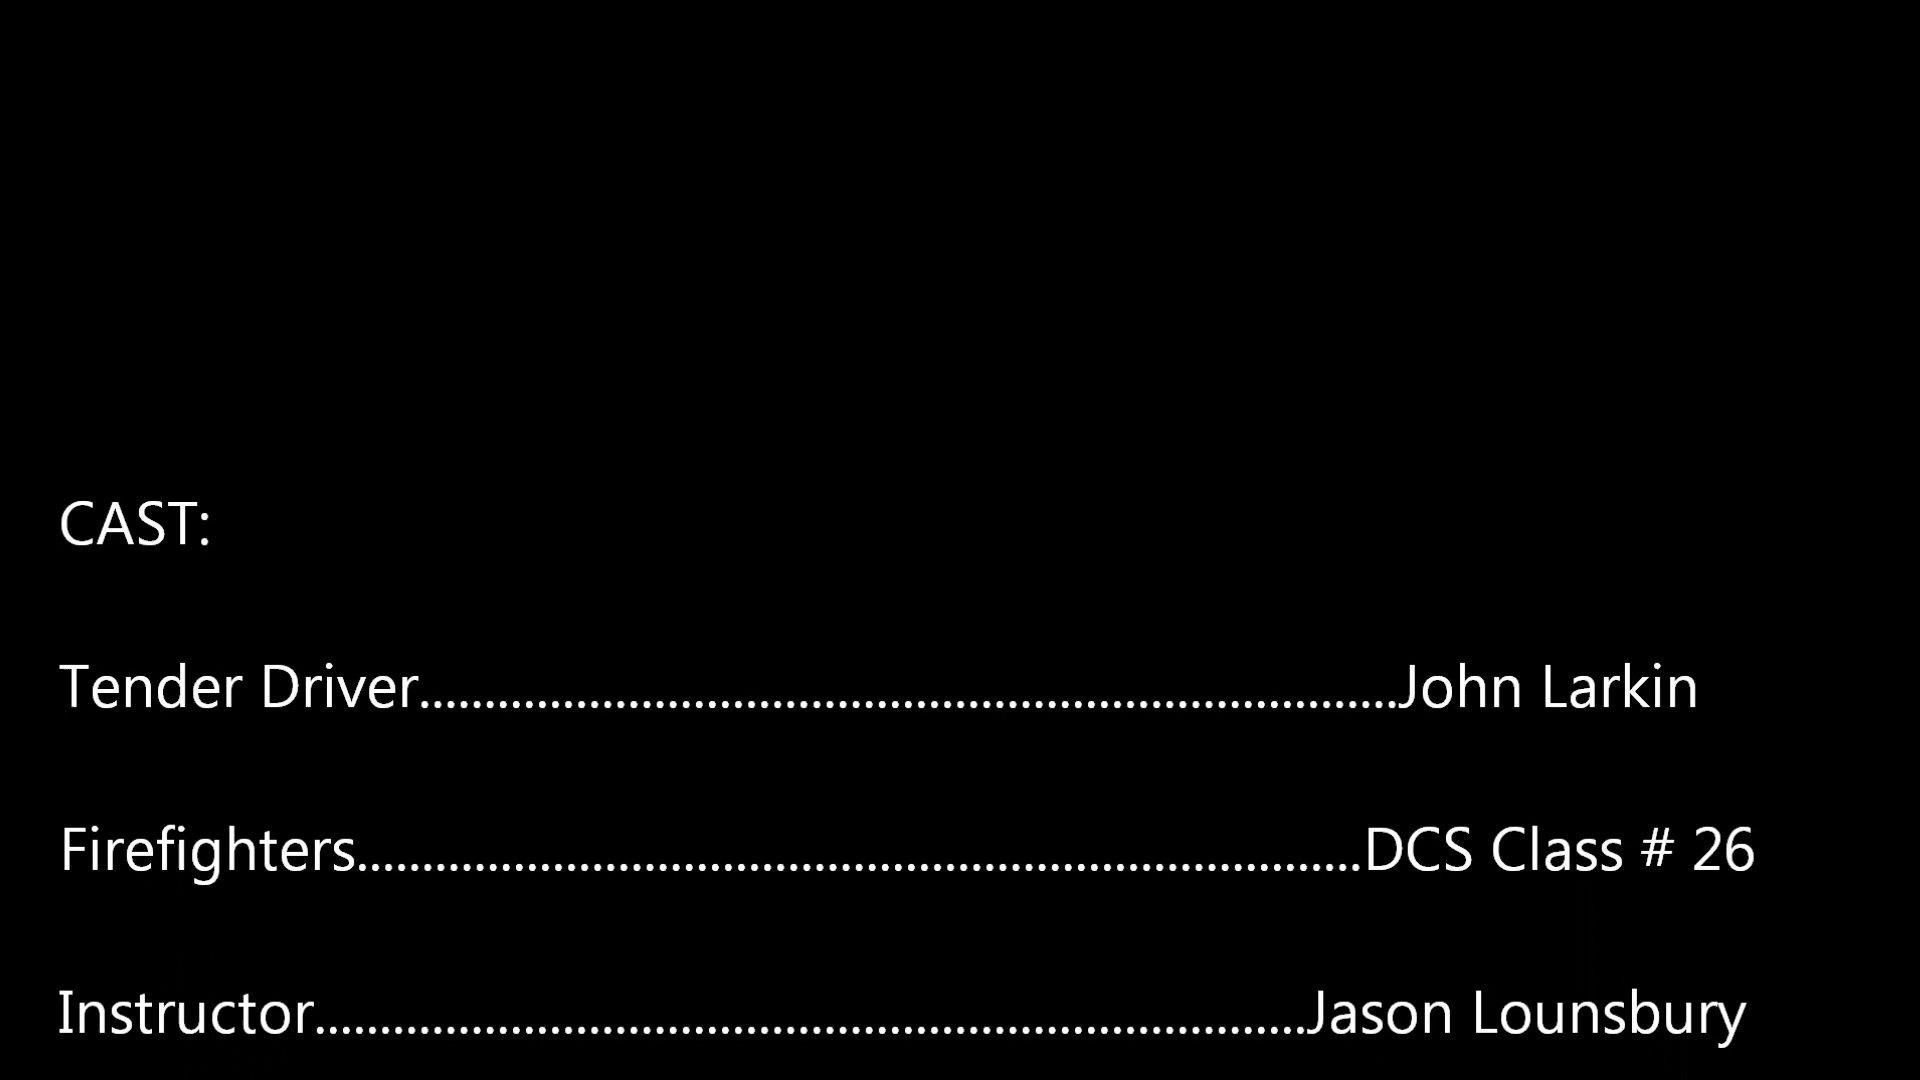 CAST:
Tender Driver...........................................................................John Larkin
Firefighters.............................................................................DCS Class # 26
Instructor............................................................................Jason Lounsbury